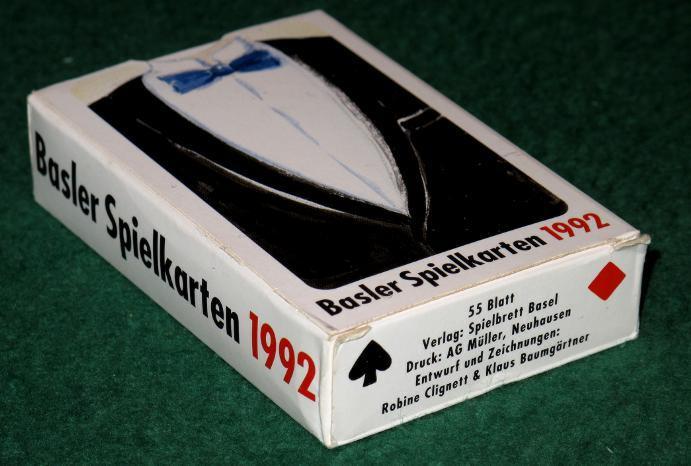 Basler Spielkarten 1992
Basler Spielkarten 1992
55 Blatt
Verlag: Spielbrett Basel
Druck: AG Müller, Neuhausen
Entwurf und Zeichnungen:
Robine Clignett & Klaus Baumgärtner